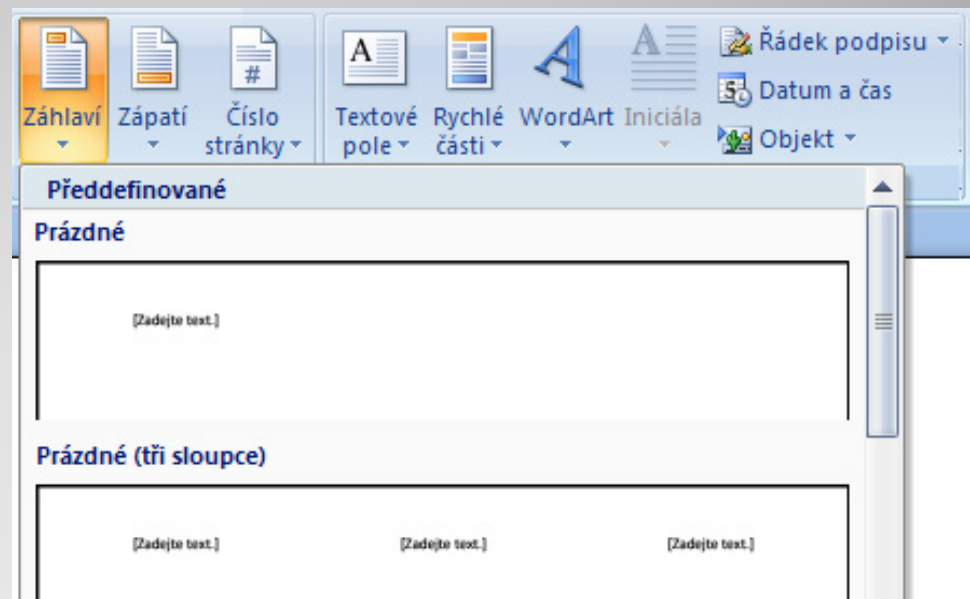 Záhlaví
Zápatí
Číslo
stránky
#
A
Textové
pole
Rychlé
části
A
WordArt
A
Iniciála
Řádek podpisu
5
Datum a čas
Objekt
Předdefinované
Prázdné
[Zadejte text.]
Prázdné (tři sloupce)
[Zadejte text.] [Zadejte text.] [Zadejte text.]